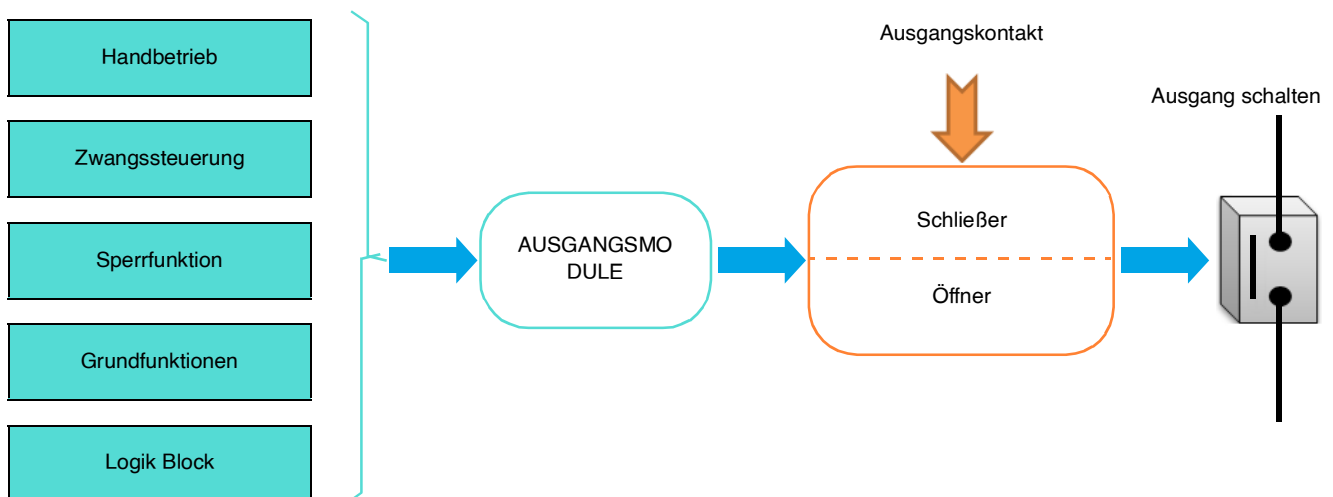 Handbetrieb
Zwangssteuerung
Sperrfunktion
Grundfunktionen
Logik Block
AUSGANGSMO
DULE
Ausgangskontakt
Schließer
Öffner
Ausgang schalten